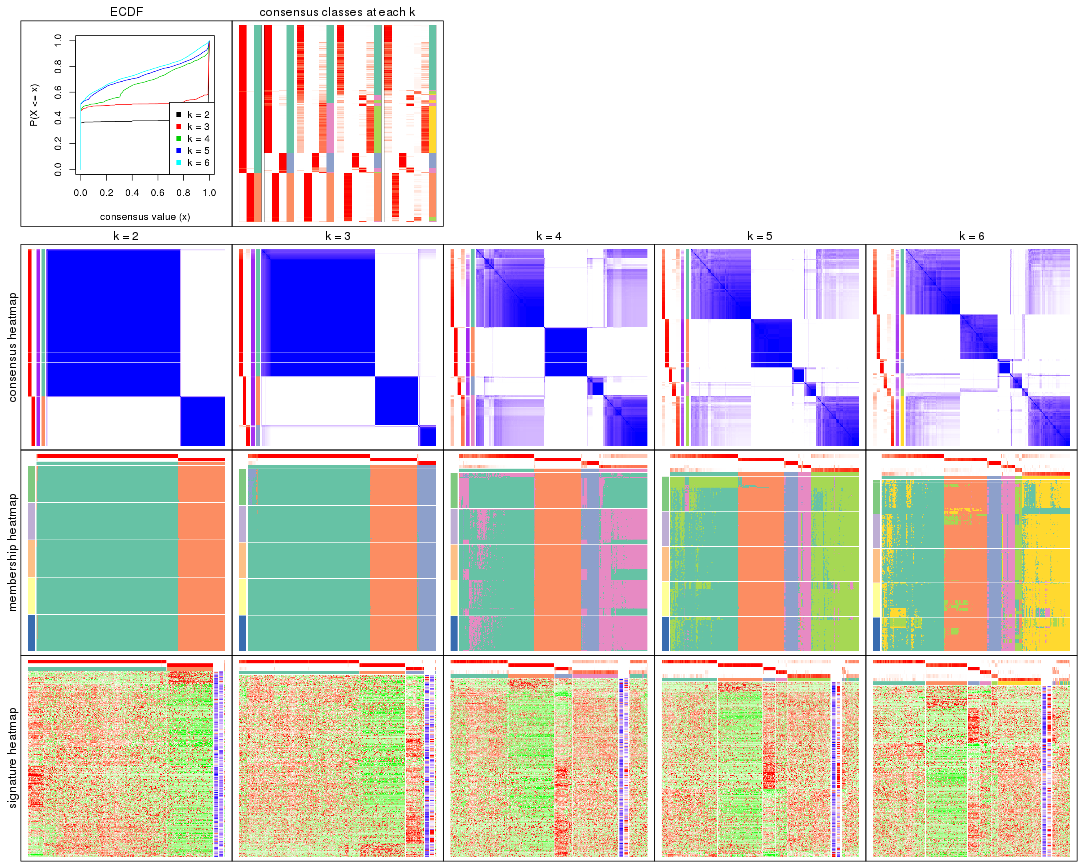 ECDF
consensus classes at each k
P(X <= x)
0.0
0.2
0.4
0.6
0.8
1.0
k = 2
k = 3
k = 4
k = 5
k = 6
0.0 0.2 0.4 0.6 0.8 1.0
consensus value (x)
k = 2
k = 3
k = 4
k = 5
k = 6
consensus heatmap
membership heatmap
signature heatmap